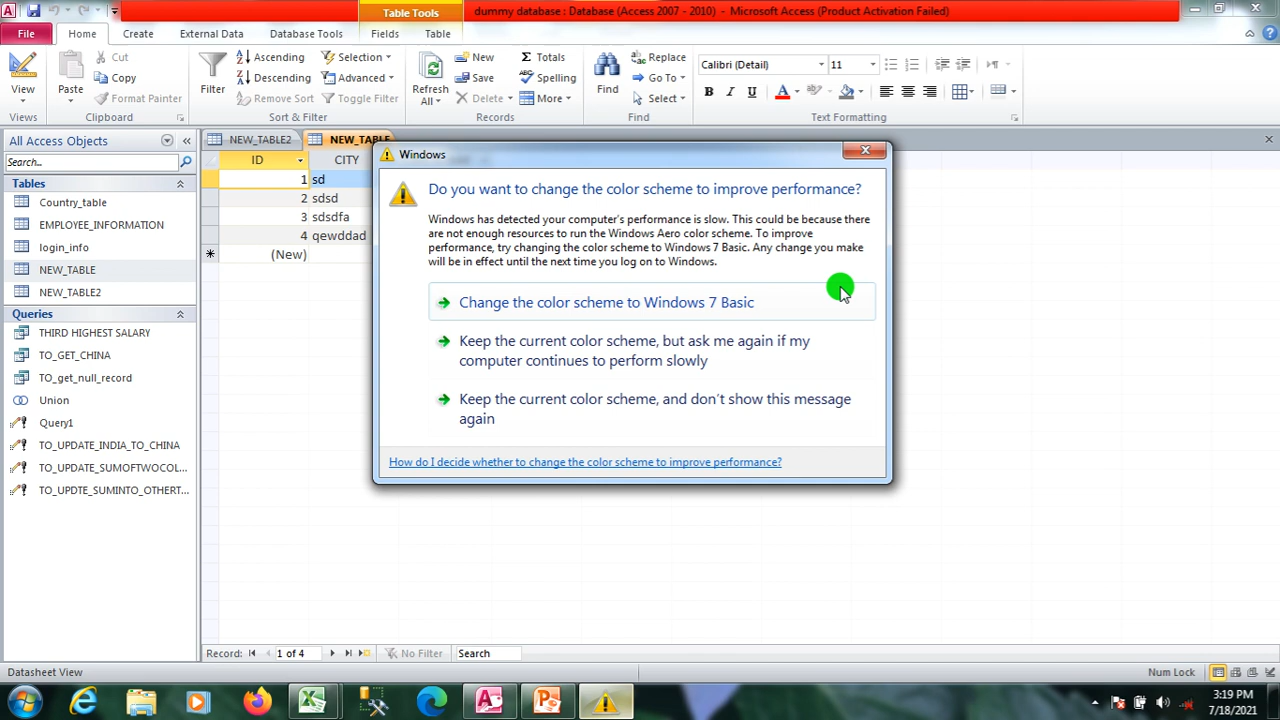 Table Tools
dummy database : Database (Access 2007 - 2010) - Microsoft Access (Product Activation Failed)
File Home Create External Data Database Tools Fields Table
View
Views
Paste
Cut
Copy
Format Painter
Clipboard
Filter
Ascending
Descending
Remove Sort
Selection
Advanced
Toggle Filter
Sort & Filter
Refresh
All
New
Save
Delete
Totals
Spelling
More
Records
Find
Replace
Go To
Select
Find
Calibri (Detail) 11
B I U
A
Text Formatting
All Access Objects
Search...
Tables
Country_table
EMPLOYEE_INFORMATION
login_info
NEW_TABLE
NEW_TABLE2
Queries
THIRD HIGHEST SALARY
TO_GET_CHINA
TO_get_null_record
Union
Query1
TO_UPDATE_INDIA_TO_CHINA
TO_UPDATE_SUMOFTWOCOL...
TO_UPDTE_SUMINTO_OTHERT...
NEW_TABLE2 NEW_TABLE
ID CITY
1 sd
2 sdsd
3 sdsdfa
4 qewddad
(New)
Windows
Do you want to change the color scheme to improve performance?
Windows has detected your computer's performance is slow. This could be because there
are not enough resources to run the Windows Aero color scheme. To improve
performance, try changing the color scheme to Windows 7 Basic. Any change you make
will be in effect until the next time you log on to Windows.
Change the color scheme to Windows 7 Basic
Keep the current color scheme, but ask me again if my
computer continues to perform slowly
Keep the current color scheme, and don't show this message
again
How do I decide whether to change the color scheme to improve performance?
Record: 1 of 4 No Filter Search
Datasheet View
Num Lock
3:19 PM
7/18/2021